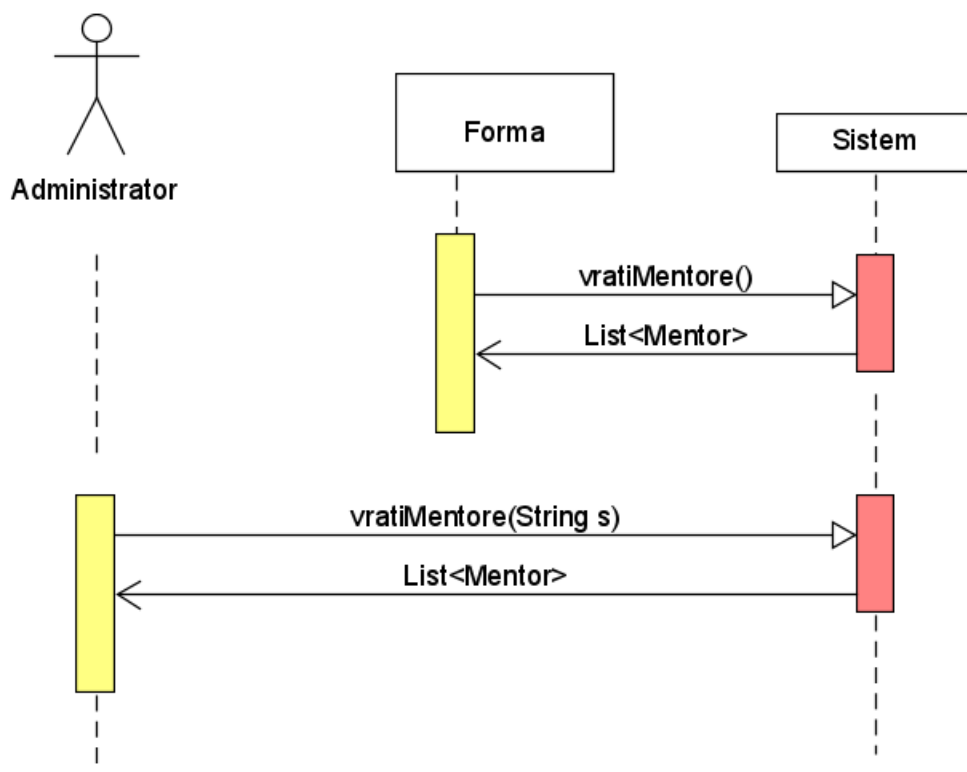 Forma
Sistem
Administrator
vratiMentore()
List<Mentor>
vratiMentore(String s)
List<Mentor>